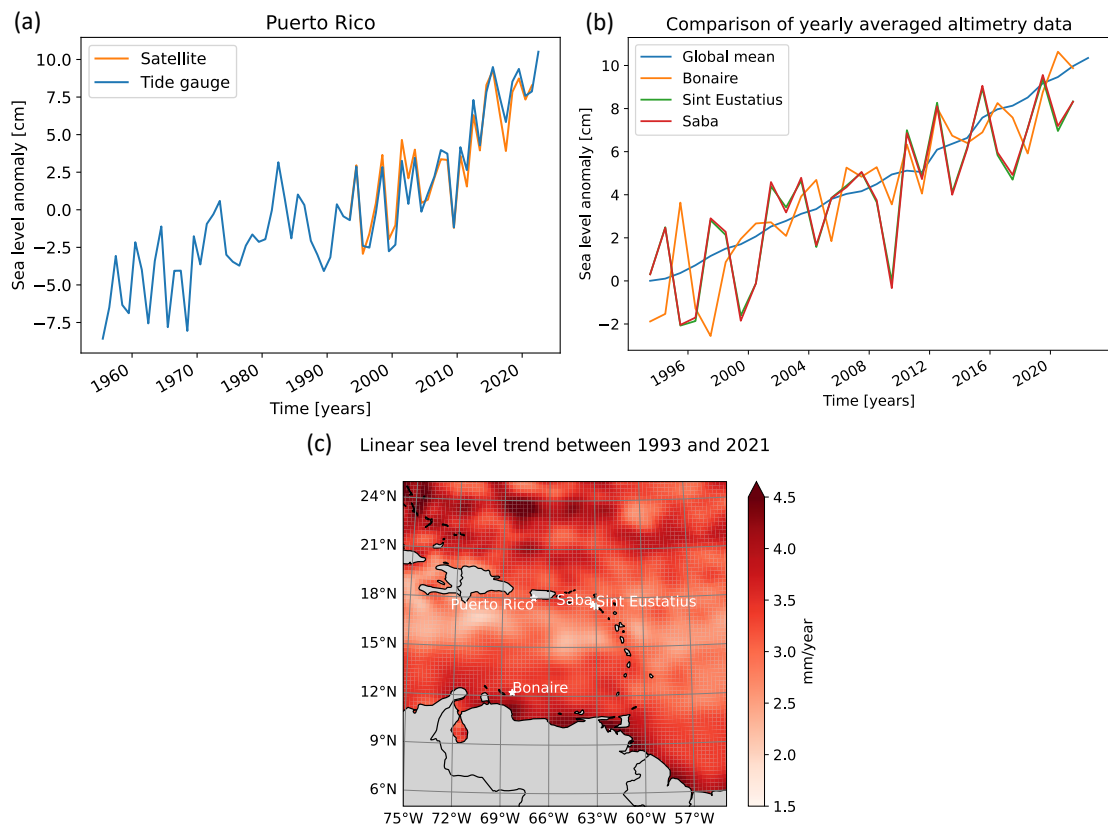 (a)
Puerto Rico
Satellite
Tide gauge
Sea level anomaly [cm]
10.0
7.5
5.0
2.5
0.0
−2.5
−5.0
−7.5
1960
1970
1980
1990
2000
2010
2020
Time [years]
(b)
Comparison of yearly averaged altimetry data
Global mean
Bonaire
Sint Eustatius
Saba
Sea level anomaly [cm]
10
8
6
4
2
0
−2
1996
2000
2004
2008
2012
2016
2020
Time [years]
(c)
Linear sea level trend between 1993 and 2021
24°N
21°N
18°N
15°N
12°N
9°N
6°N
75°W
72°W
69°W
66°W
63°W
60°W
57°W
Puerto Rico
Saba
Sint Eustatius
Bonaire
4.5
4.0
3.5
3.0
2.5
2.0
1.5
mm/year